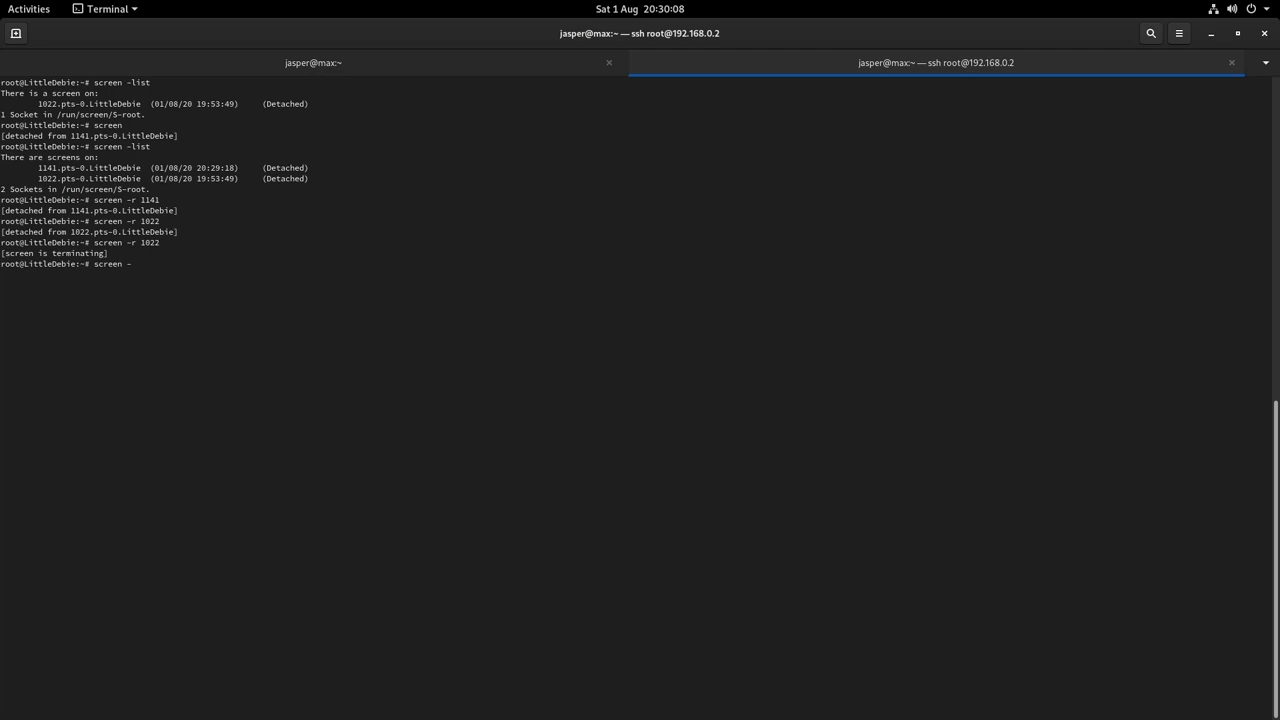 Activities
Terminal
Sat 1 Aug 20:30:08
jasper@max:~ — ssh root@192.168.0.2
jasper@max:~
jasper@max:~ — ssh root@192.168.0.2
root@LittleDebie:~# screen -list
There is a screen on:
1022.pts-0.LittleDebie (01/08/20 19:53:49) (Detached)
1 Socket in /run/screen/S-root.
root@LittleDebie:~# screen
[detached from 1141.pts-0.LittleDebie]
root@LittleDebie:~# screen -list
There are screens on:
1141.pts-0.LittleDebie (01/08/20 20:29:18) (Detached)
1022.pts-0.LittleDebie (01/08/20 19:53:49) (Detached)
2 Sockets in /run/screen/S-root.
root@LittleDebie:~# screen -r 1141
[detached from 1141.pts-0.LittleDebie]
root@LittleDebie:~# screen -r 1022
[detached from 1022.pts-0.LittleDebie]
root@LittleDebie:~# screen -r 1022
[screen is terminating]
root@LittleDebie:~# screen -